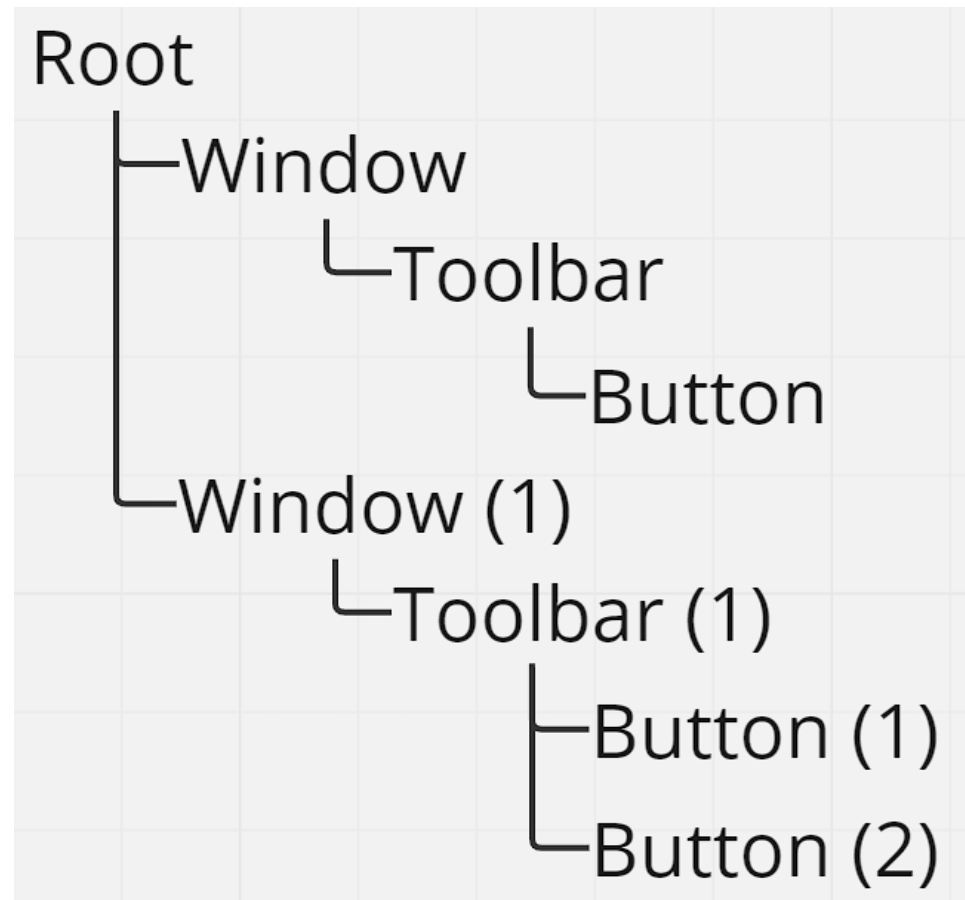 Root
Window
Toolbar
Button
Window (1)
Toolbar (1)
Button (1)
Button (2)